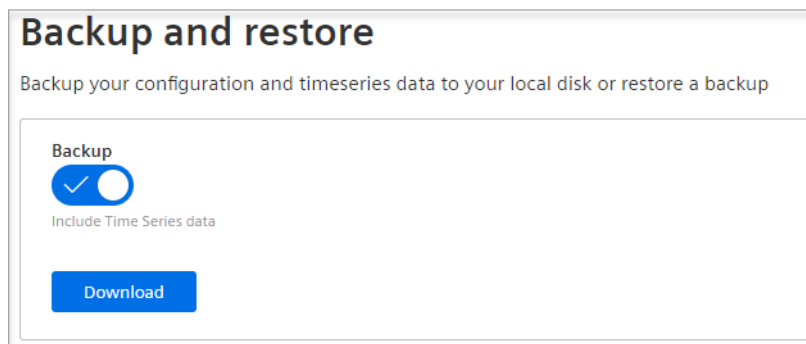 Backup and restore
Backup your configuration and timeseries data to your local disk or restore a backup
Backup
Include Time Series data
Download